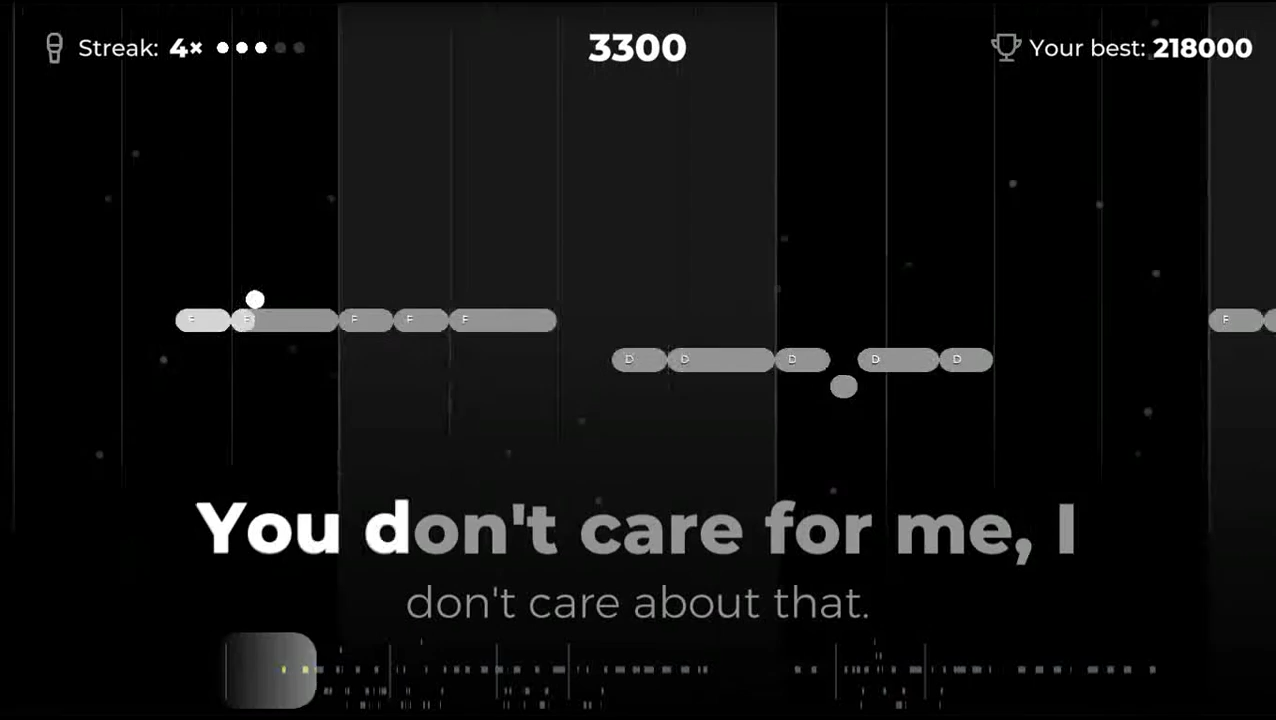 Streak: 4× 3300 Your best: 218000
F F F F F F
D D D D D
You don't care for me, I
don't care about that.